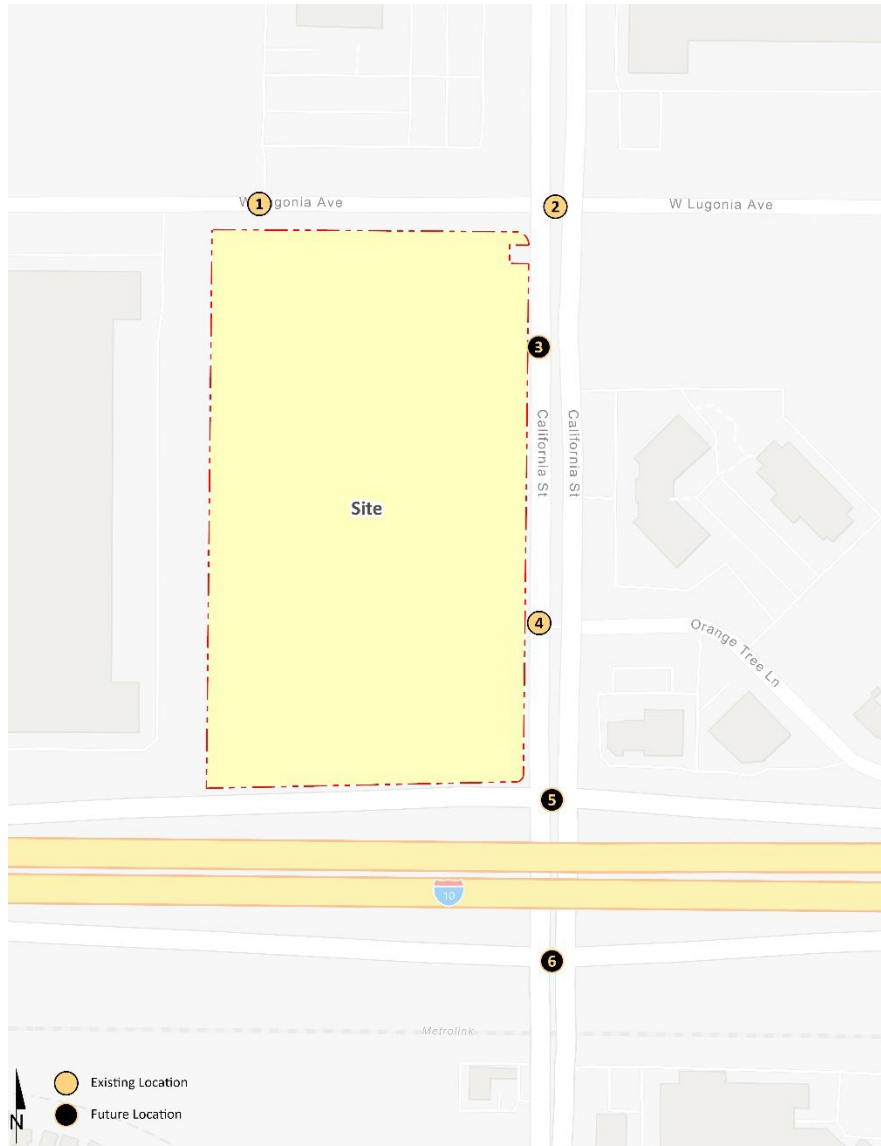 1
W Lugonia Ave
2
W Lugonia Ave
3
California St
California St
Site
4
Orange Tree Ln
5
10
6
Metrolink
N
Existing Location
Future Location